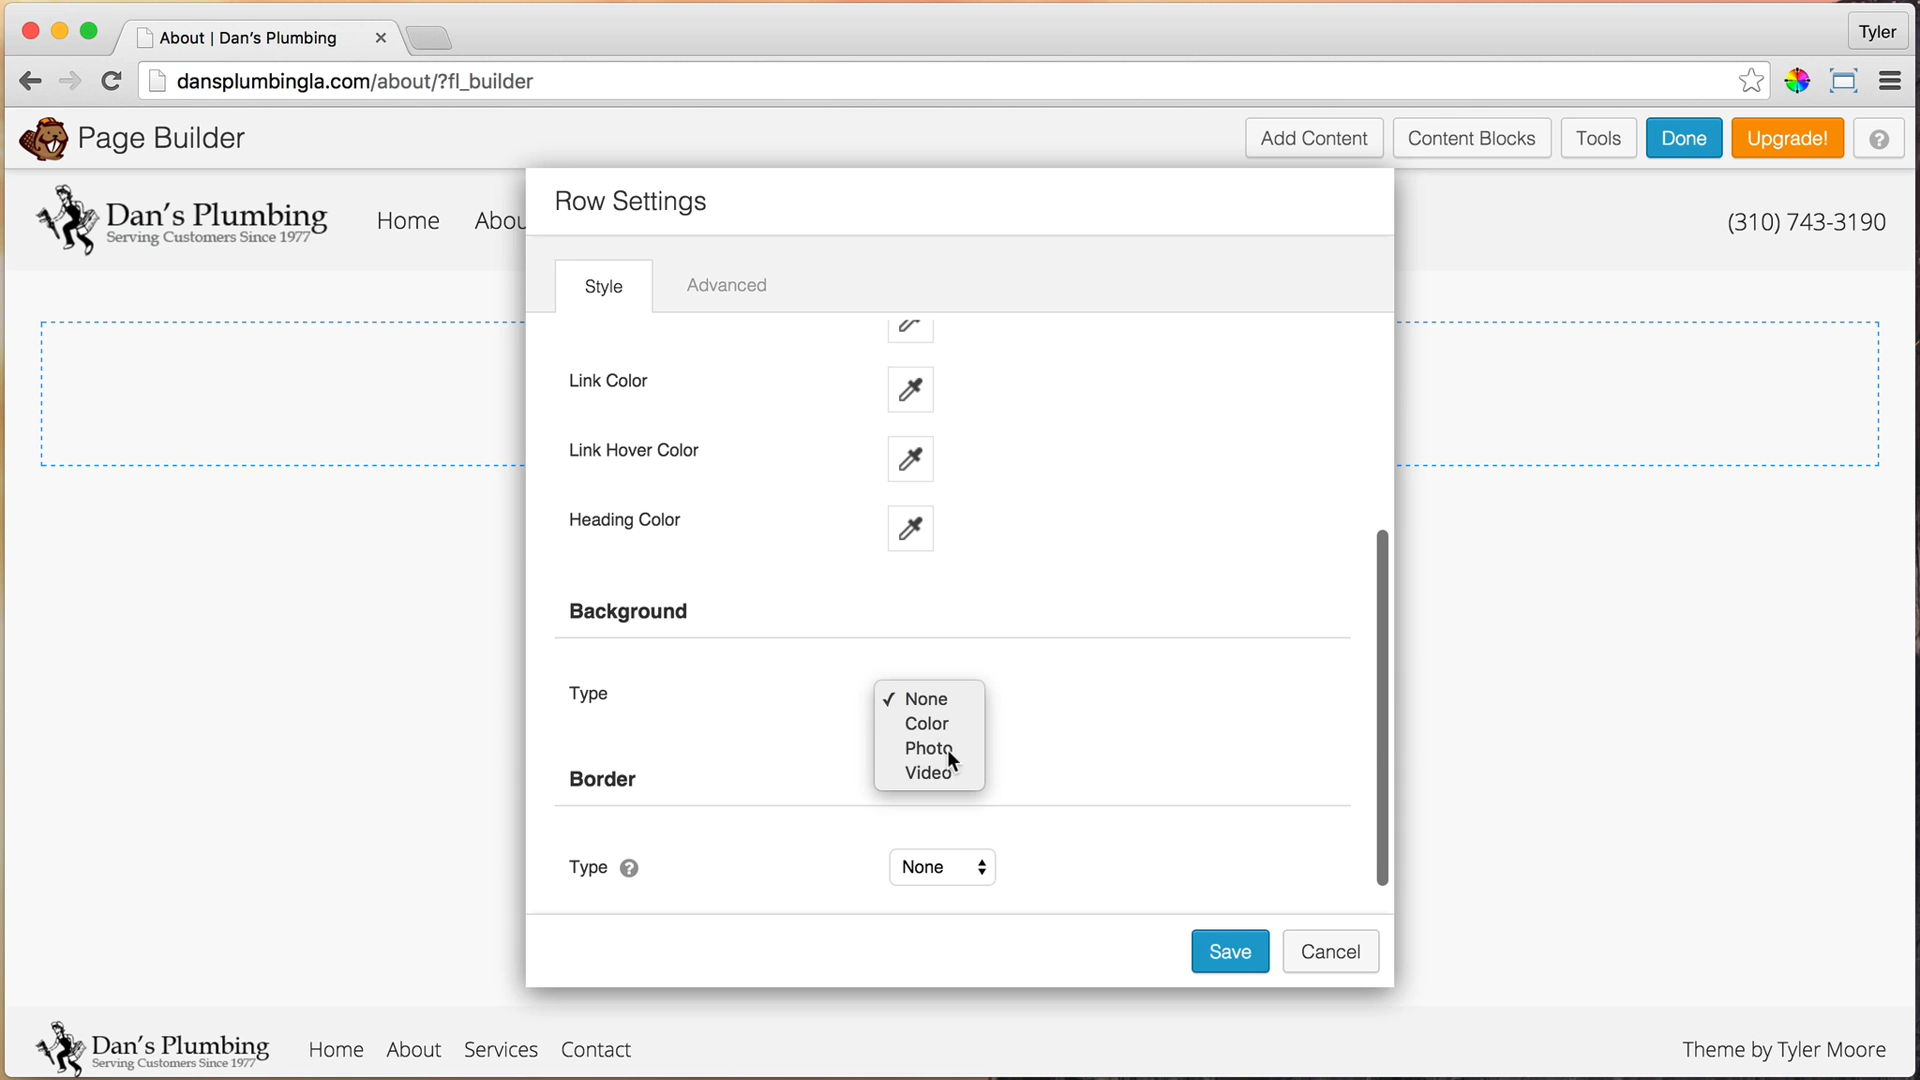 About | Dan's Plumbing
Tyler
dansplumbingla.com/about/?fl_builder
Page Builder
Add Content
Content Blocks
Tools
Done
Upgrade!
?
Dan's Plumbing
Serving Customers Since 1977
Home
Abou
(310) 743-3190
Row Settings
Style
Advanced
Link Color
Link Hover Color
Heading Color
Background
Type
✓ None
Color
Photo
Video
Border
Type ?
None
Save
Cancel
Dan's Plumbing
Serving Customers Since 1977
Home
About
Services
Contact
Theme by Tyler Moore